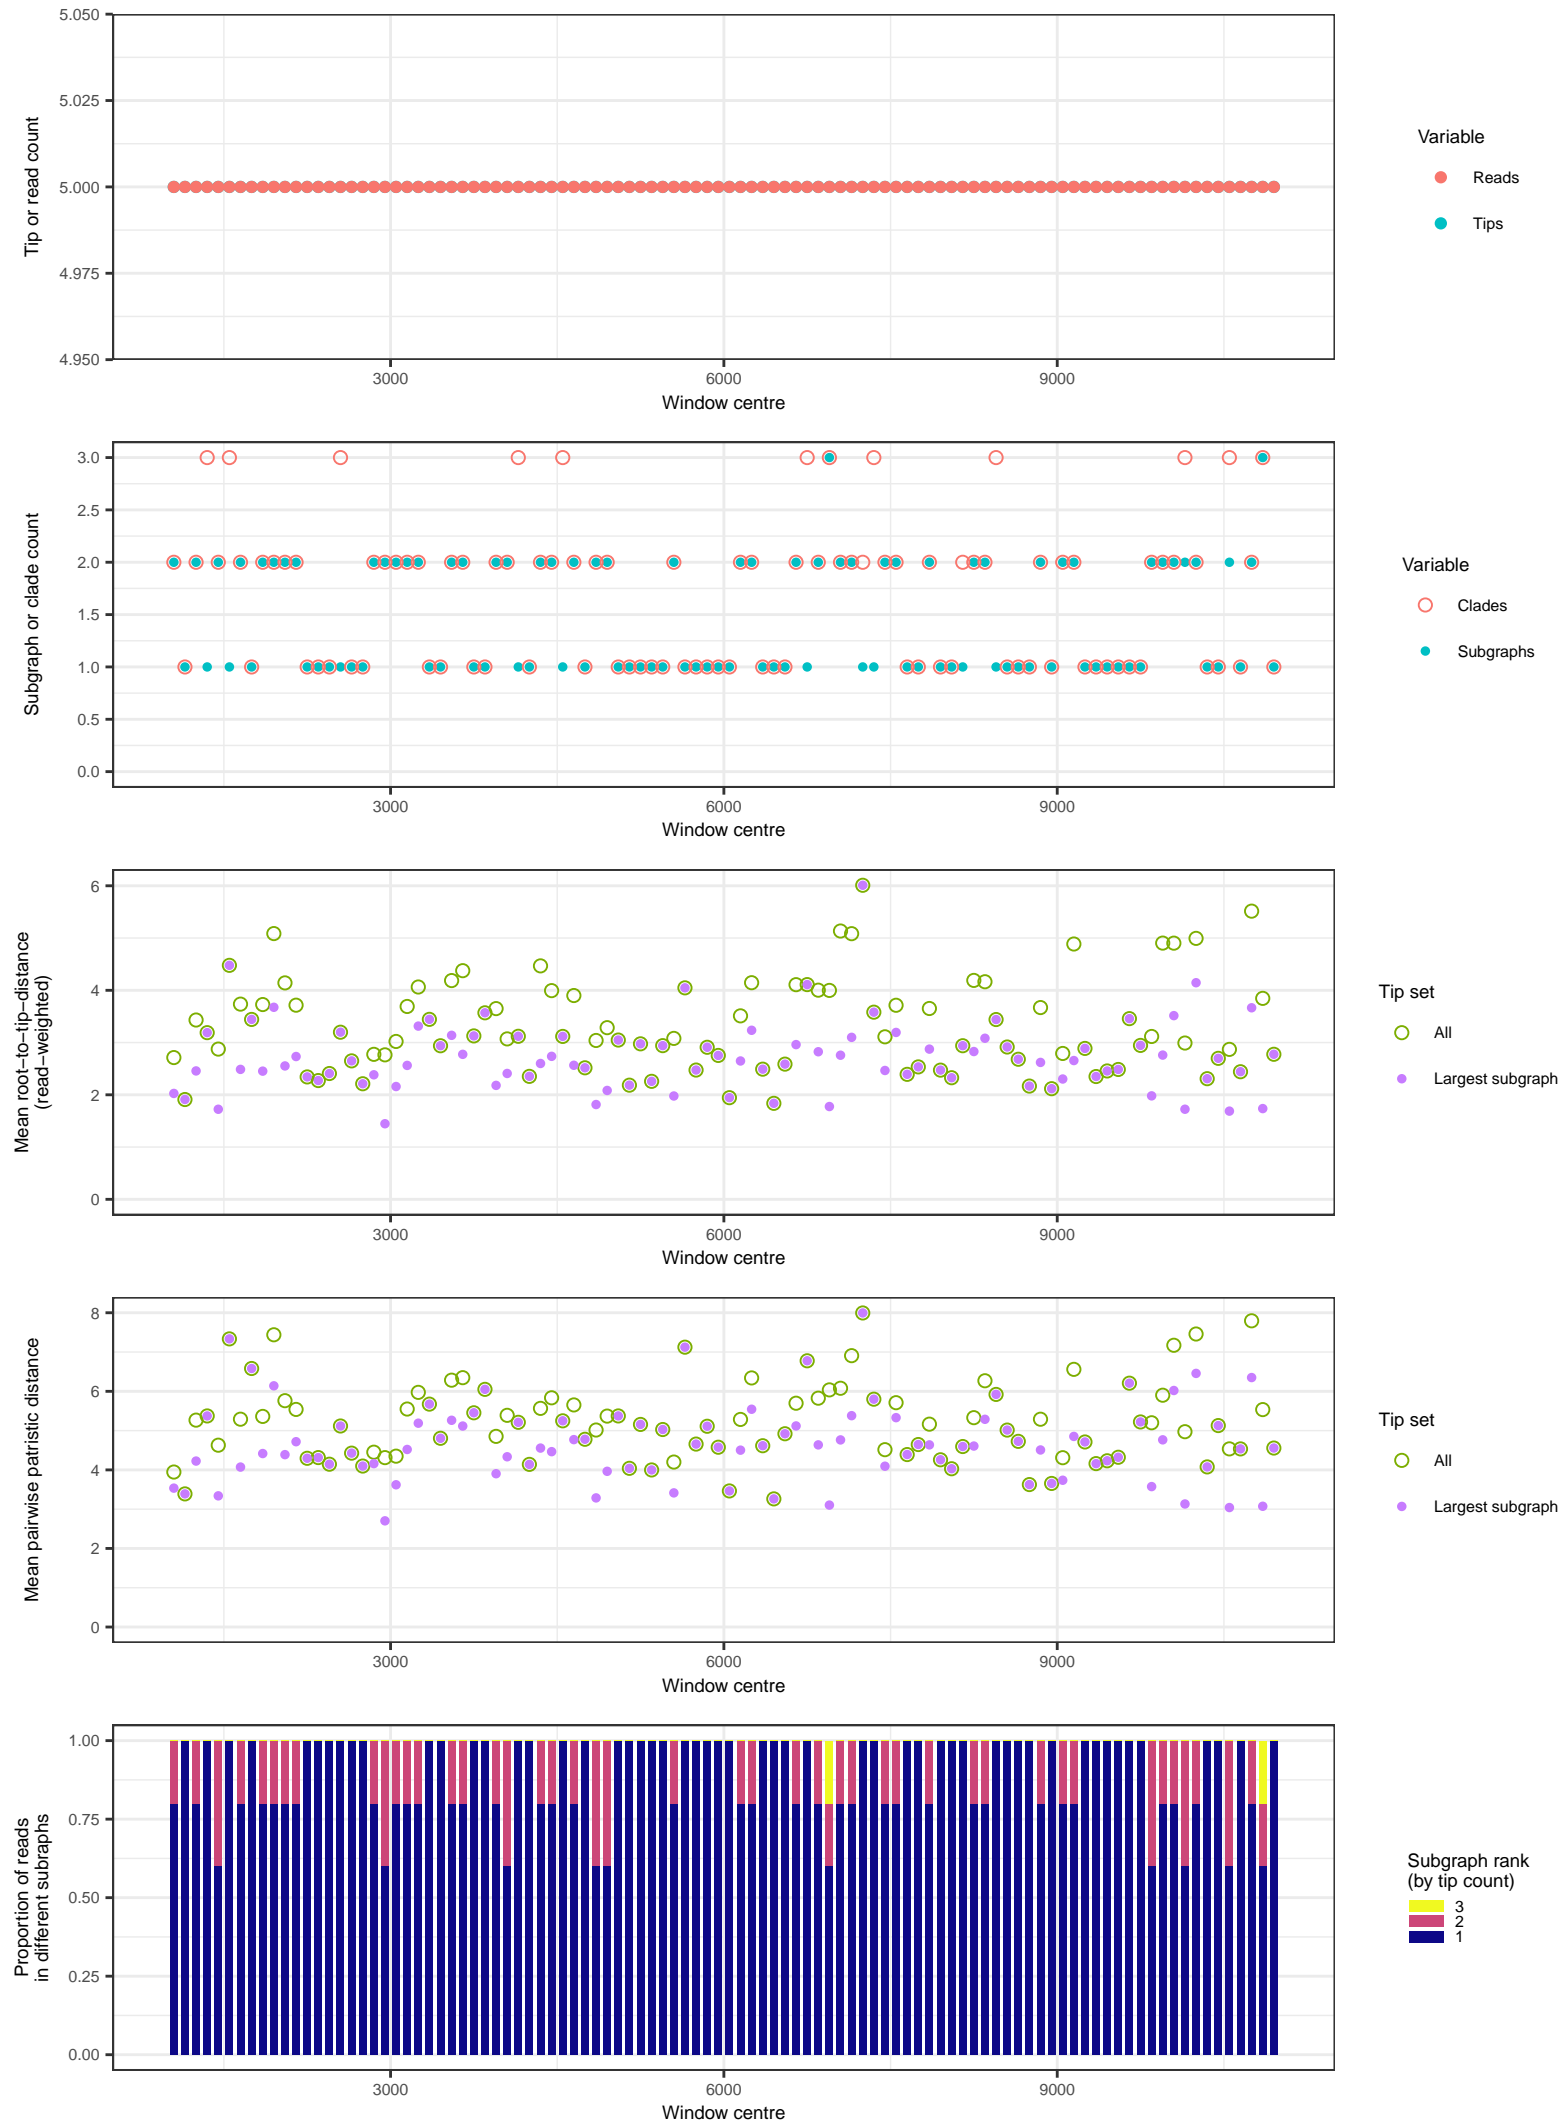 5.050
5.025
5.000
4.975
4.950
Tip or read count
3000 6000 9000
Window centre
Variable
Reads
Tips
3.0
2.5
2.0
1.5
1.0
0.5
0.0
Subgraph or clade count
3000 6000 9000
Window centre
Variable
Clades
Subgraphs
6
4
2
0
Mean root−to−tip−distance
(read−weighted)
3000 6000 9000
Window centre
Tip set
All
Largest subgraph
8
6
4
2
0
Mean pairwise patristic distance
3000 6000 9000
Window centre
Tip set
All
Largest subgraph
1.00
0.75
0.50
0.25
0.00
Proportion of reads
in different subraphs
3000 6000 9000
Window centre
Subgraph rank
(by tip count)
3
2
1